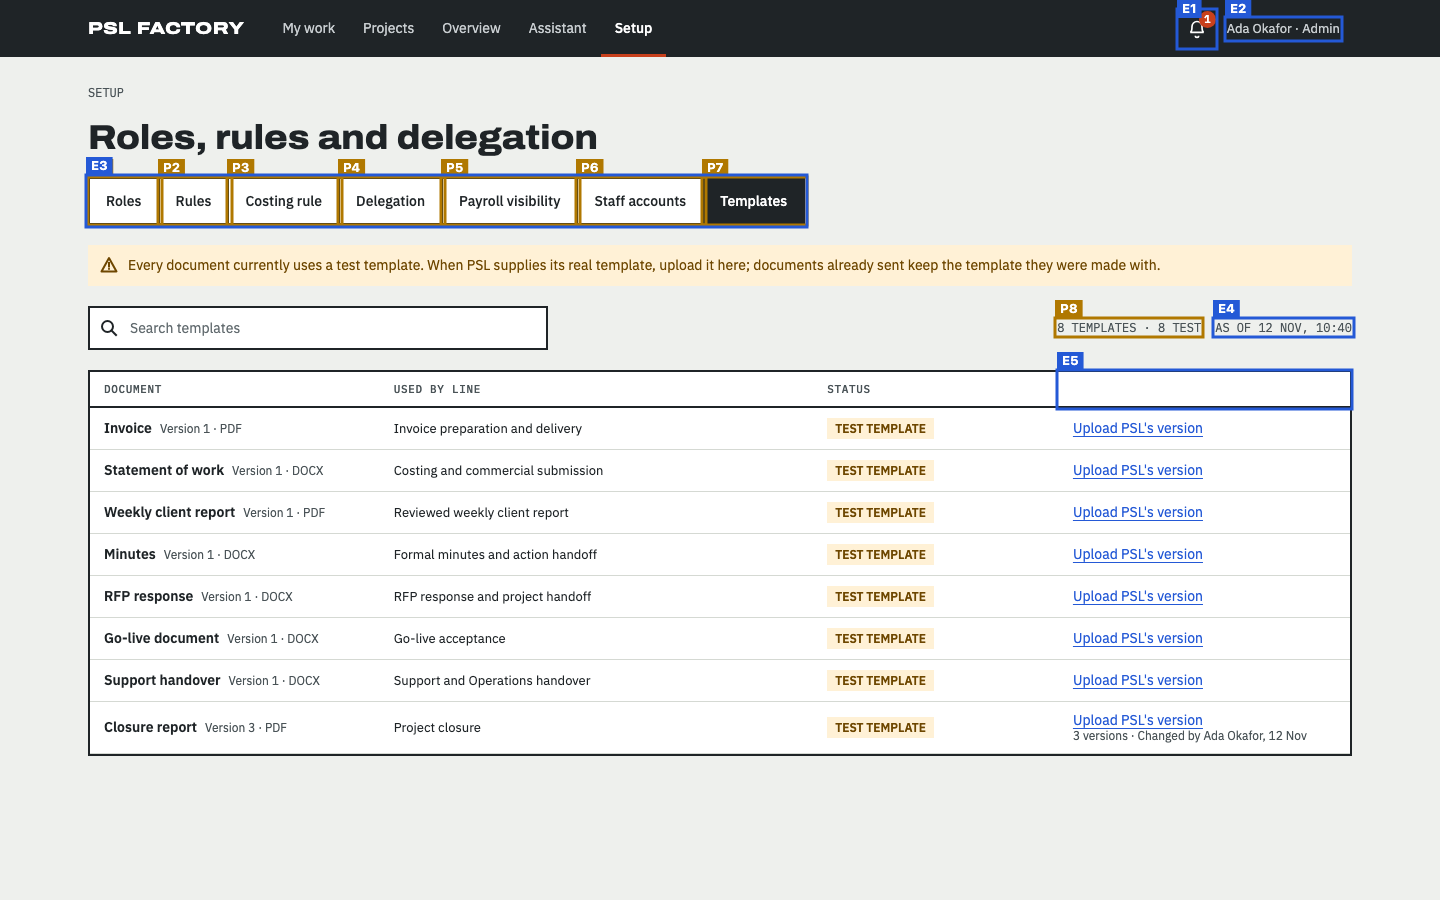 PSL FACTORY My work Projects Overview Assistant Setup E1 1 E2 Ada Okafor · Admin
SETUP
Roles, rules and delegation
E3 P2 P3 P4 P5 P6 P7
Roles Rules Costing rule Delegation Payroll visibility Staff accounts Templates
Every document currently uses a test template. When PSL supplies its real template, upload it here; documents already sent keep the template they were made with.
P8 E4
Search templates 8 TEMPLATES · 8 TEST AS OF 12 NOV, 10:40
E5
DOCUMENT USED BY LINE STATUS
Invoice Version 1 · PDF Invoice preparation and delivery TEST TEMPLATE Upload PSL's version
Statement of work Version 1 · DOCX Costing and commercial submission TEST TEMPLATE Upload PSL's version
Weekly client report Version 1 · PDF Reviewed weekly client report TEST TEMPLATE Upload PSL's version
Minutes Version 1 · DOCX Formal minutes and action handoff TEST TEMPLATE Upload PSL's version
RFP response Version 1 · DOCX RFP response and project handoff TEST TEMPLATE Upload PSL's version
Go-live document Version 1 · DOCX Go-live acceptance TEST TEMPLATE Upload PSL's version
Support handover Version 1 · DOCX Support and Operations handover TEST TEMPLATE Upload PSL's version
Closure report Version 3 · PDF Project closure TEST TEMPLATE Upload PSL's version
3 versions · Changed by Ada Okafor, 12 Nov